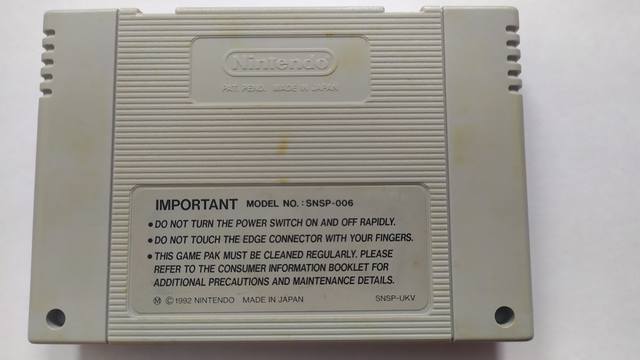 Nintendo
PAT. PEND. MADE IN JAPAN
IMPORTANT MODEL NO. : SNSP-006
• DO NOT TURN THE POWER SWITCH ON AND OFF RAPIDLY.
• DO NOT TOUCH THE EDGE CONNECTOR WITH YOUR FINGERS.
• THIS GAME PAK MUST BE CLEANED REGULARLY. PLEASE
REFER TO THE CONSUMER INFORMATION BOOKLET FOR
ADDITIONAL PRECAUTIONS AND MAINTENANCE DETAILS.
Ⓜ ©1992 NINTENDO MADE IN JAPAN SNSP-UKV